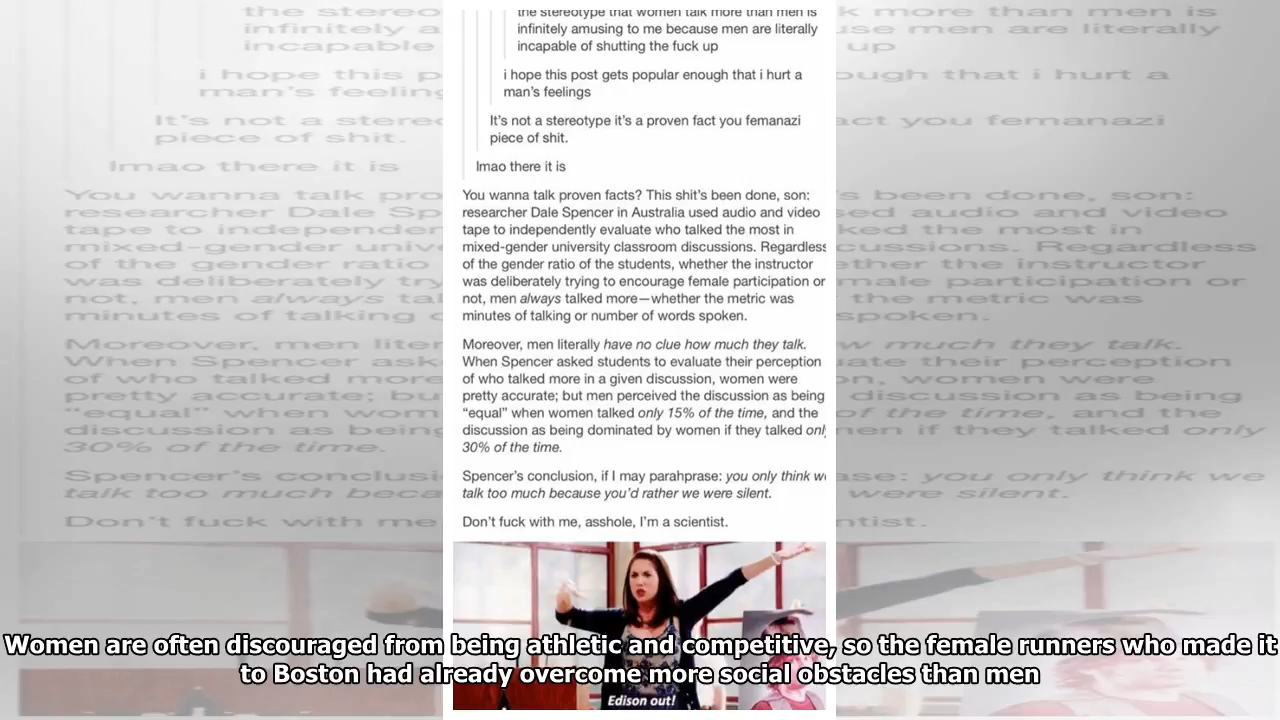 the stereotype that women talk more than men is
infinitely amusing to me because men are literally
incapable of shutting the fuck up
i hope this post gets popular enough that i hurt a
man's feelings
It's not a stereotype it's a proven fact you femanazi
piece of shit.
lmao there it is
You wanna talk proven facts? This shit's been done, son:
researcher Dale Spencer in Australia used audio and video
tape to independently evaluate who talked the most in
mixed-gender university classroom discussions. Regardless
of the gender ratio of the students, whether the instructor
was deliberately trying to encourage female participation or
not, men always talked more—whether the metric was
minutes of talking or number of words spoken.
Moreover, men literally have no clue how much they talk.
When Spencer asked students to evaluate their perception
of who talked more in a given discussion, women were
pretty accurate; but men perceived the discussion as being
“equal” when women talked only 15% of the time, and the
discussion as being dominated by women if they talked only
30% of the time.
Spencer's conclusion, if I may parahprase: you only think we
talk too much because you'd rather we were silent.
Don't fuck with me, asshole, I'm a scientist.
Women are often discouraged from being athletic and competitive, so the female runners who made it
to Boston had already overcome more social obstacles than men
Edison out!